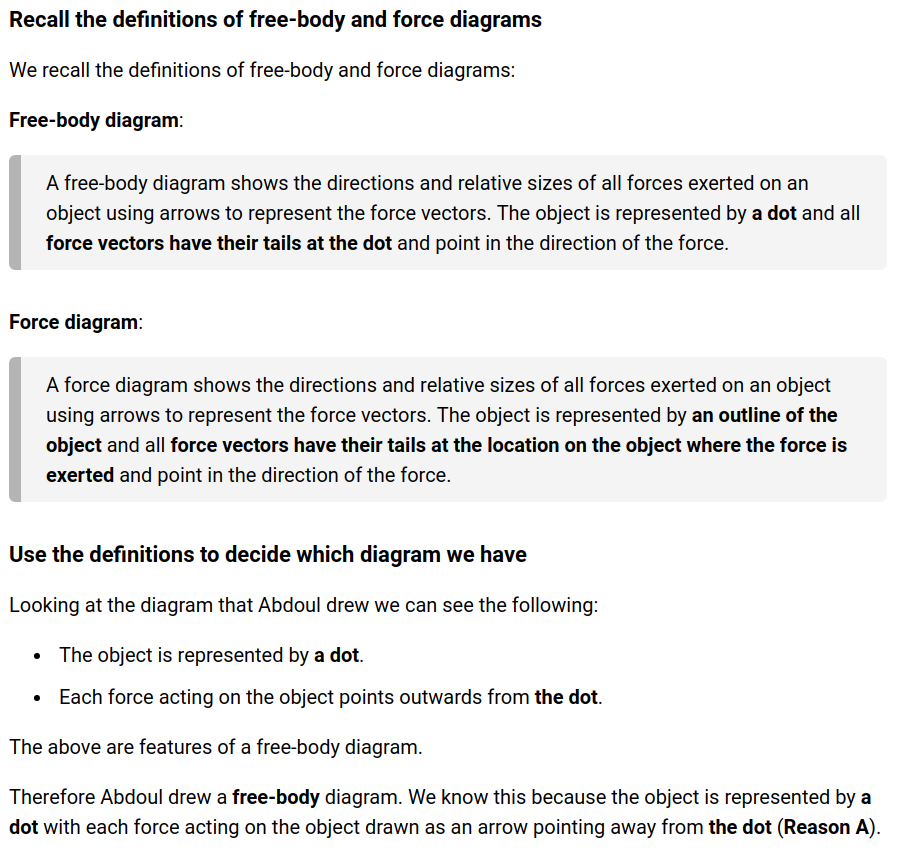 Recall the definitions of free-body and force diagrams
We recall the definitions of free-body and force diagrams:
Free-body diagram:
A free-body diagram shows the directions and relative sizes of all forces exerted on an
object using arrows to represent the force vectors. The object is represented by a dot and all
force vectors have their tails at the dot and point in the direction of the force.
Force diagram:
A force diagram shows the directions and relative sizes of all forces exerted on an object
using arrows to represent the force vectors. The object is represented by an outline of the
object and all force vectors have their tails at the location on the object where the force is
exerted and point in the direction of the force.
Use the definitions to decide which diagram we have
Looking at the diagram that Abdoul drew we can see the following:
• The object is represented by a dot.
• Each force acting on the object points outwards from the dot.
The above are features of a free-body diagram.
Therefore Abdoul drew a free-body diagram. We know this because the object is represented by a
dot with each force acting on the object drawn as an arrow pointing away from the dot (Reason A).